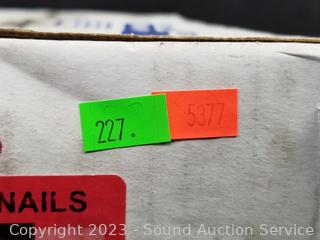 227.
5377
NAILS
Copyright 2023 - Sound Auction Service